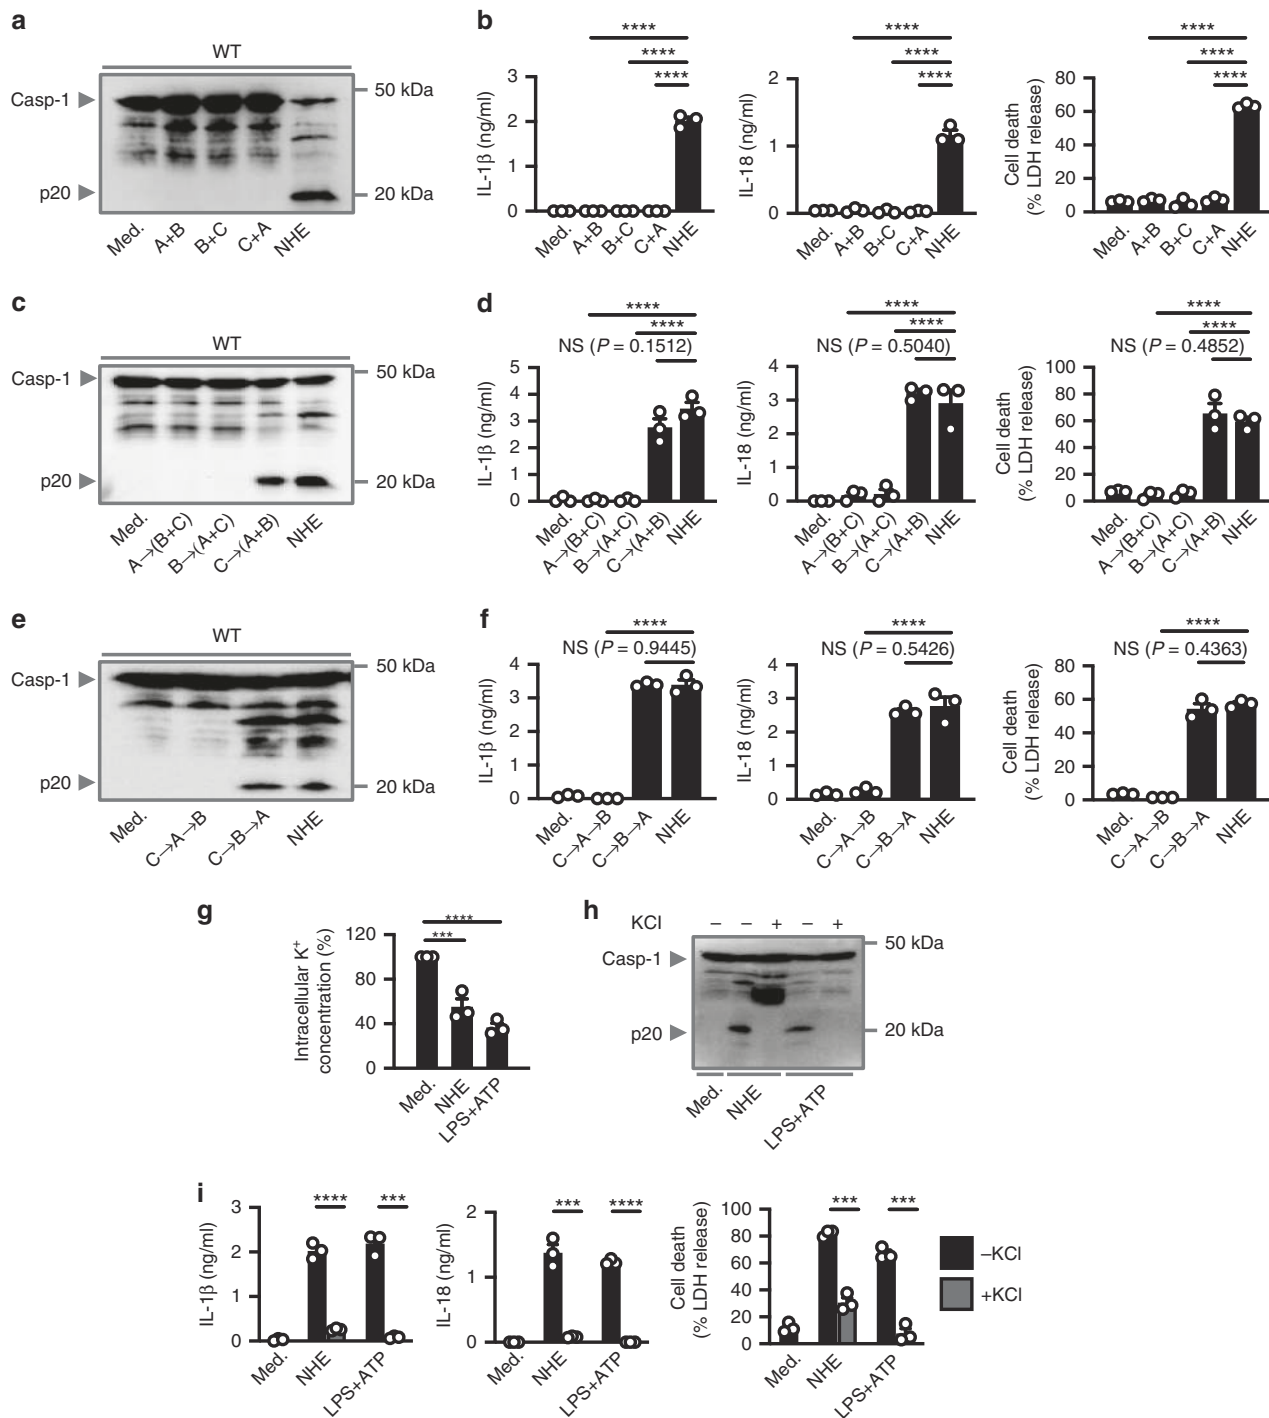 a
WT
Casp-1
50 kDa
p20
20 kDa
Med.
A+B
B+C
C+A
NHE
b
****
****
****
IL-1β (ng/ml)
3
2
1
0
Med.
A+B
B+C
C+A
NHE
****
****
****
IL-18 (ng/ml)
2
1
0
Med.
A+B
B+C
C+A
NHE
****
****
****
Cell death
(% LDH release)
80
60
40
20
0
Med.
A+B
B+C
C+A
NHE
c
WT
Casp-1
50 kDa
p20
20 kDa
Med.
A→(B+C)
B→(A+C)
C→(A+B)
NHE
d
****
****
NS (P = 0.1512)
IL-1β (ng/ml)
5
4
3
2
1
0
Med.
A→(B+C)
B→(A+C)
C→(A+B)
NHE
****
****
NS (P = 0.5040)
IL-18 (ng/ml)
4
3
2
1
0
Med.
A→(B+C)
B→(A+C)
C→(A+B)
NHE
****
****
NS (P = 0.4852)
Cell death
(% LDH release)
100
80
60
40
20
0
Med.
A→(B+C)
B→(A+C)
C→(A+B)
NHE
e
WT
Casp-1
50 kDa
p20
20 kDa
Med.
C→A→B
C→B→A
NHE
f
****
NS (P = 0.9445)
IL-1β (ng/ml)
4
3
2
1
0
Med.
C→A→B
C→B→A
NHE
****
NS (P = 0.5426)
IL-18 (ng/ml)
4
3
2
1
0
Med.
C→A→B
C→B→A
NHE
****
NS (P = 0.4363)
Cell death
(% LDH release)
80
60
40
20
0
Med.
C→A→B
C→B→A
NHE
g
****
***
Intracellular K+
concentration (%)
120
80
40
0
Med.
NHE
LPS+ATP
h
KCl – – + – +
Casp-1
50 kDa
p20
20 kDa
Med.
NHE
LPS+ATP
i
**** ***
IL-1β (ng/ml)
3
2
1
0
Med.
NHE
LPS+ATP
*** ****
IL-18 (ng/ml)
2
1
0
Med.
NHE
LPS+ATP
*** ***
Cell death
(% LDH release)
100
80
60
40
20
0
Med.
NHE
LPS+ATP
–KCl
+KCl